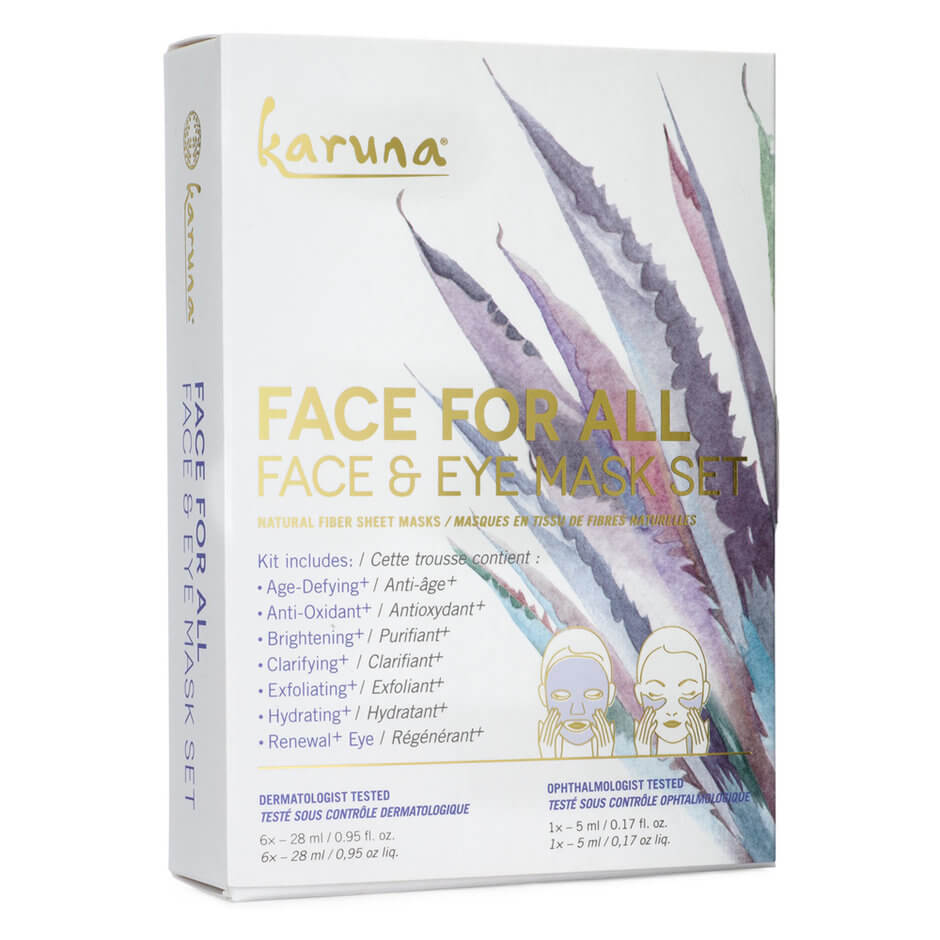 karuna®
FACE FOR ALL
FACE & EYE MASK SET
NATURAL FIBER SHEET MASKS / MASQUES EN TISSU DE FIBRES NATURELLES
Kit includes: / Cette trousse contient :
• Age-Defying+ / Anti-âge+
• Anti-Oxidant+ / Antioxydant+
• Brightening+ / Purifiant+
• Clarifying+ / Clarifiant+
• Exfoliating+ / Exfoliant+
• Hydrating+ / Hydratant+
• Renewal+ Eye / Régénérant+
DERMATOLOGIST TESTED
TESTÉ SOUS CONTRÔLE DERMATOLOGIQUE
6x – 28 ml / 0.95 fl. oz.
6x – 28 ml / 0,95 oz liq.
OPHTHALMOLOGIST TESTED
TESTÉ SOUS CONTRÔLE OPHTALMOLOGIQUE
1x – 5 ml / 0.17 fl. oz.
1x – 5 ml / 0,17 oz liq.
karuna®
FACE FOR ALL
FACE & EYE MASK SET